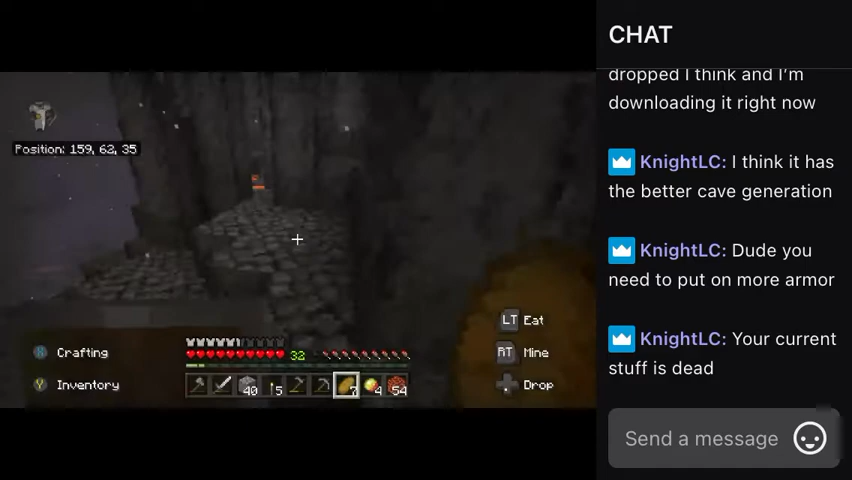 CHAT
dropped I think and I'm
downloading it right now
Position: 159, 62, 35
KnightLC: I think it has
the better cave generation
KnightLC: Dude you
need to put on more armor
LT Eat
KnightLC: Your current
stuff is dead
X Crafting
32
RT Mine
Y Inventory
40
5
7
4
54
Drop
Send a message